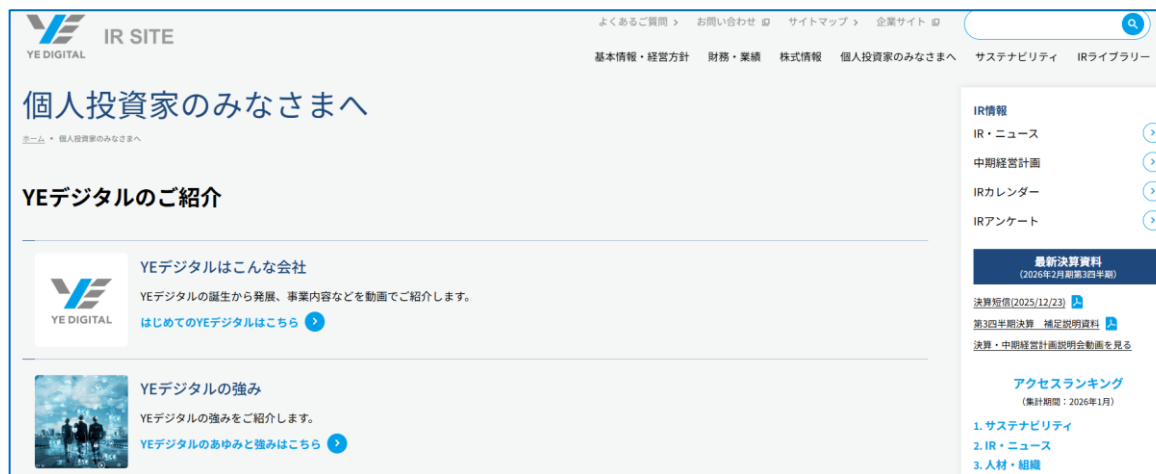 YE DIGITAL
IR SITE
よくあるご質問
お問い合わせ
サイトマップ
企業サイト
基本情報・経営方針
財務・業績
株式情報
個人投資家のみなさまへ
サステナビリティ
IRライブラリー
個人投資家のみなさまへ
ホーム ・ 個人投資家のみなさまへ
YEデジタルのご紹介
YE DIGITAL
YEデジタルはこんな会社
YEデジタルの誕生から発展、事業内容などを動画でご紹介します。
はじめてのYEデジタルはこちら
YEデジタルの強み
YEデジタルの強みをご紹介します。
YEデジタルのあゆみと強みはこちら
IR情報
IR・ニュース
中期経営計画
IRカレンダー
IRアンケート
最新決算資料
(2026年2月期第3四半期)
決算短信(2025/12/23)
第3四半期決算 補足説明資料
決算・中期経営計画説明会動画を見る
アクセスランキング
(集計期間：2026年1月)
1. サステナビリティ
2. IR・ニュース
3. 人材・組織